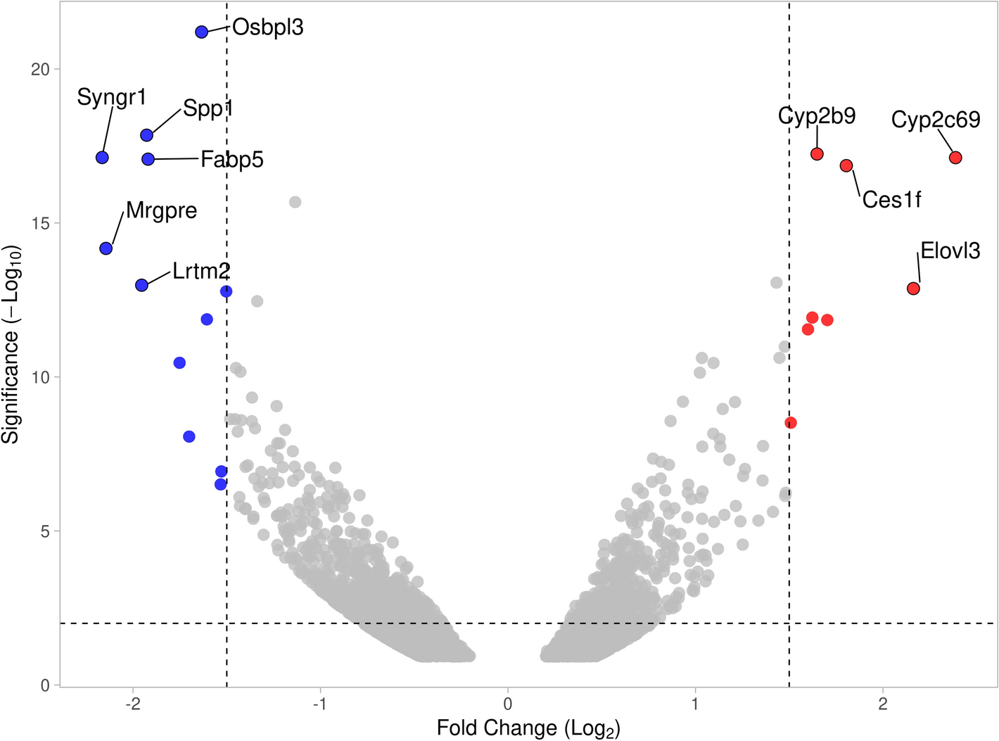 Osbpl3
20
Syngr1
Spp1
Cyp2b9
Cyp2c69
Fabp5
Ces1f
Mrgpre
15
Elovl3
Lrtm2
10
5
0
Significance (−Log₁₀)
-2
-1
0
1
2
Fold Change (Log₂)